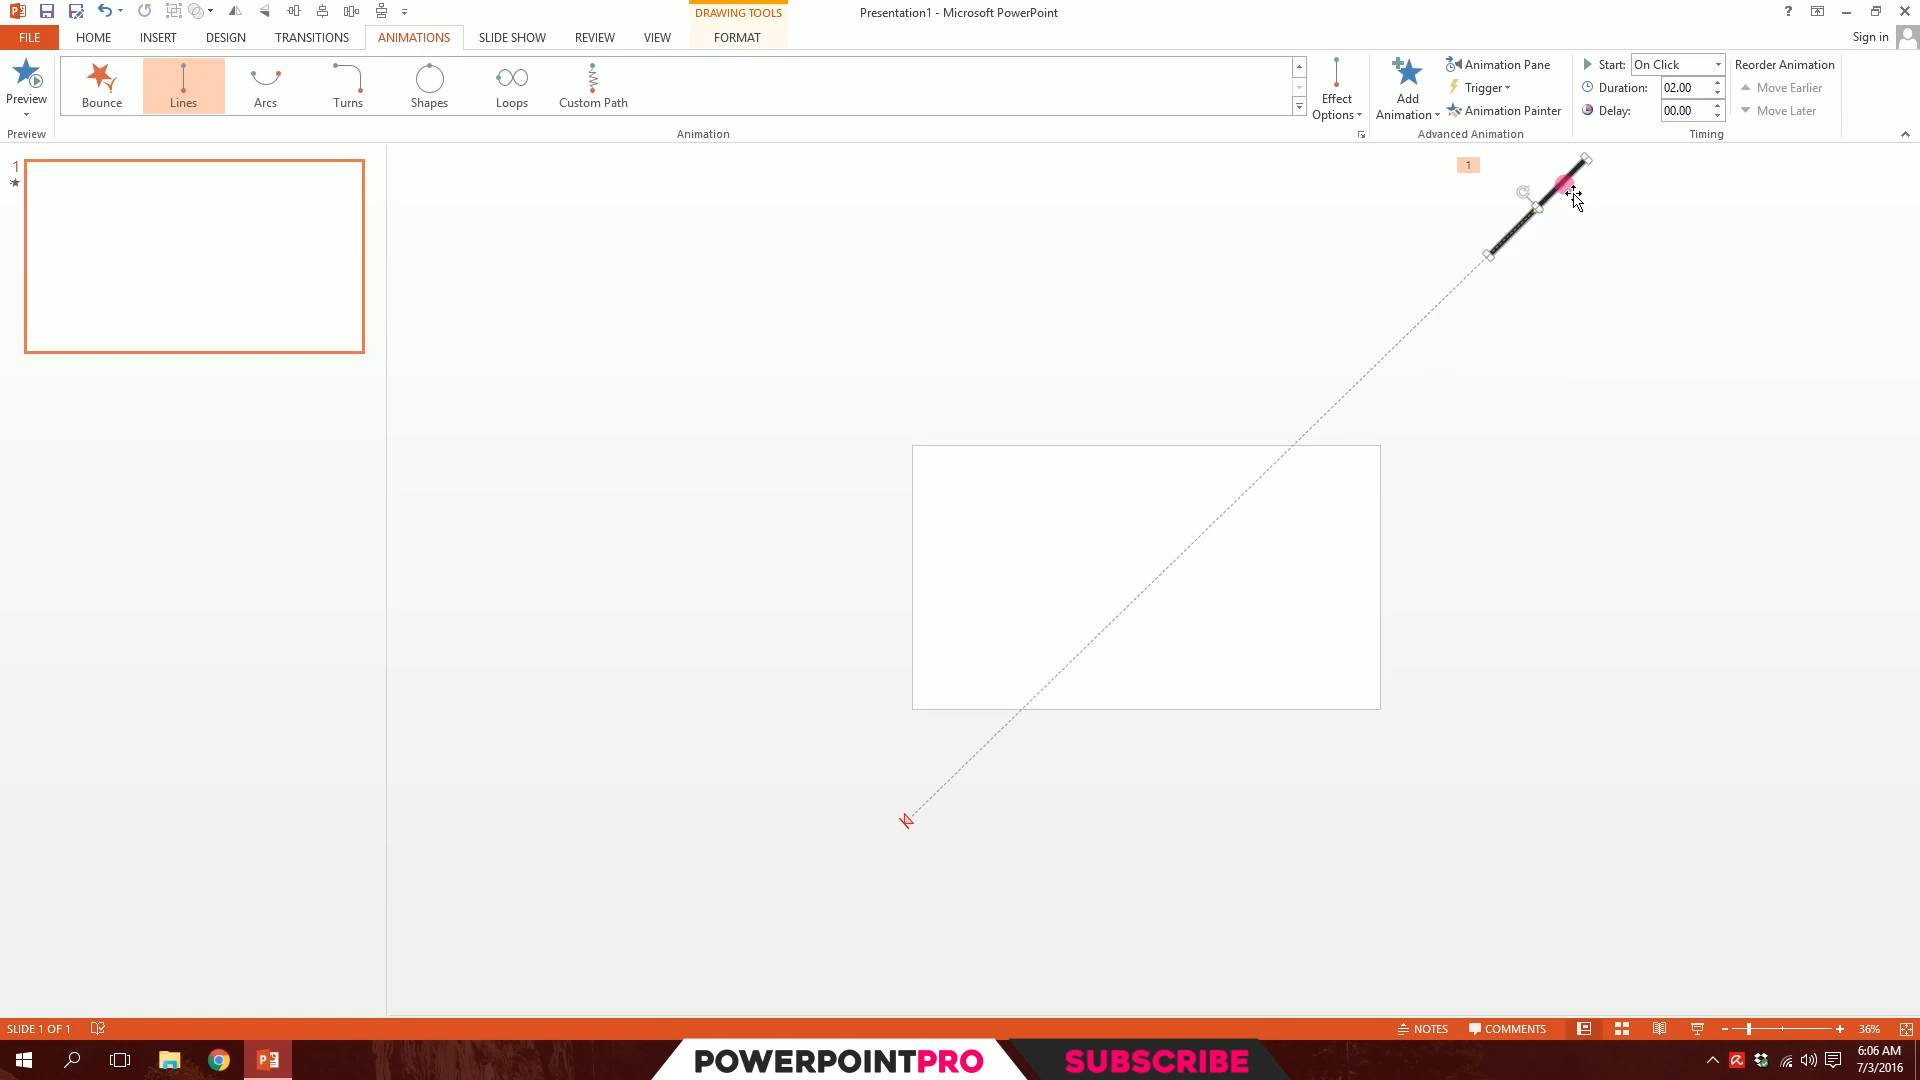 DRAWING TOOLS
Presentation1 - Microsoft PowerPoint
?
FILE HOME INSERT DESIGN TRANSITIONS ANIMATIONS SLIDE SHOW REVIEW VIEW FORMAT Sign in
Preview
Bounce Lines Arcs Turns Shapes Loops Custom Path
Effect Options
Add Animation
Animation Pane
Trigger
Animation Painter
Start: On Click
Duration: 02.00
Delay: 00.00
Reorder Animation
Move Earlier
Move Later
Preview Animation Advanced Animation Timing
1
1
SLIDE 1 OF 1 NOTES COMMENTS 36%
POWERPOINTPRO SUBSCRIBE
6:06 AM
7/3/2016